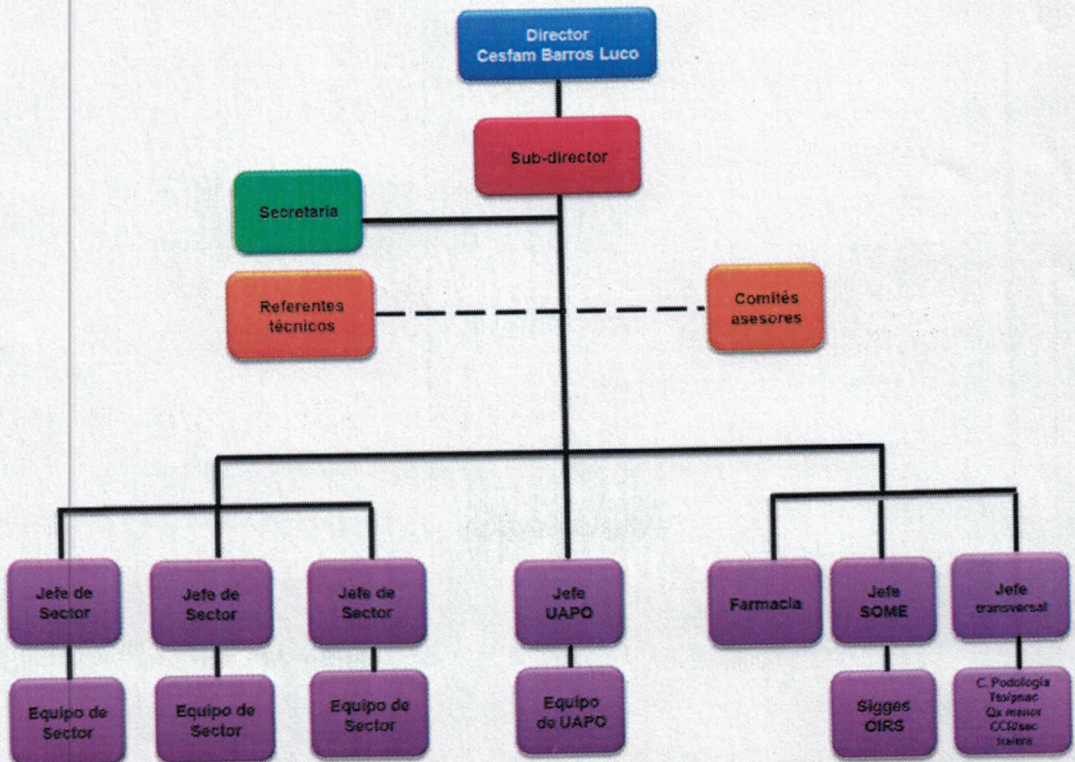 Director
Cesfam Barros Luco
Sub-director
Secretaria
Referentes
técnicos
Comités
asesores
Jefe de
Sector
Jefe de
Sector
Jefe de
Sector
Jefe
UAPO
Farmacia
Jefe
SOME
Jefe
transversal
Equipo de
Sector
Equipo de
Sector
Equipo de
Sector
Equipo
de UAPO
Sigges
OIRS
C. Podología
Qx menor